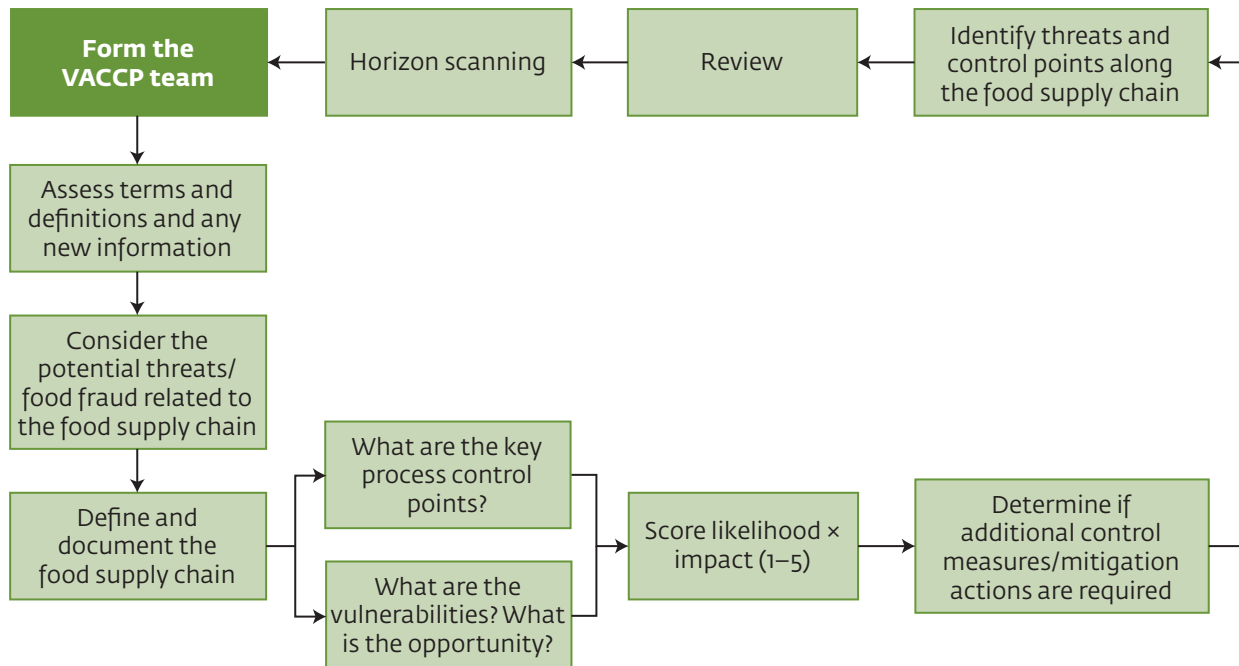 Form the
VACCP team
Horizon scanning
Review
Identify threats and
control points along
the food supply chain
Assess terms and
definitions and any
new information
Consider the
potential threats/
food fraud related to
the food supply chain
Define and
document the
food supply chain
What are the key
process control
points?
What are the
vulnerabilities? What
is the opportunity?
Score likelihood ×
impact (1–5)
Determine if
additional control
measures/mitigation
actions are required